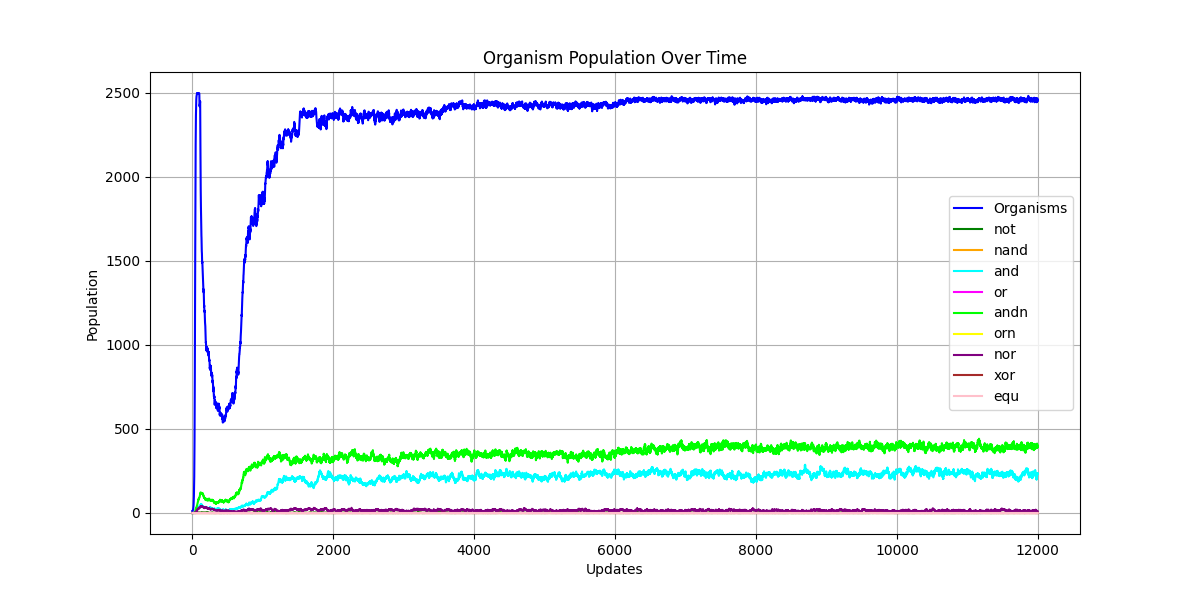 Organism Population Over Time
Population
2500
2000
1500
1000
500
0
Organisms
not
nand
and
or
andn
orn
nor
xor
equ
0 2000 4000 6000 8000 10000 12000
Updates